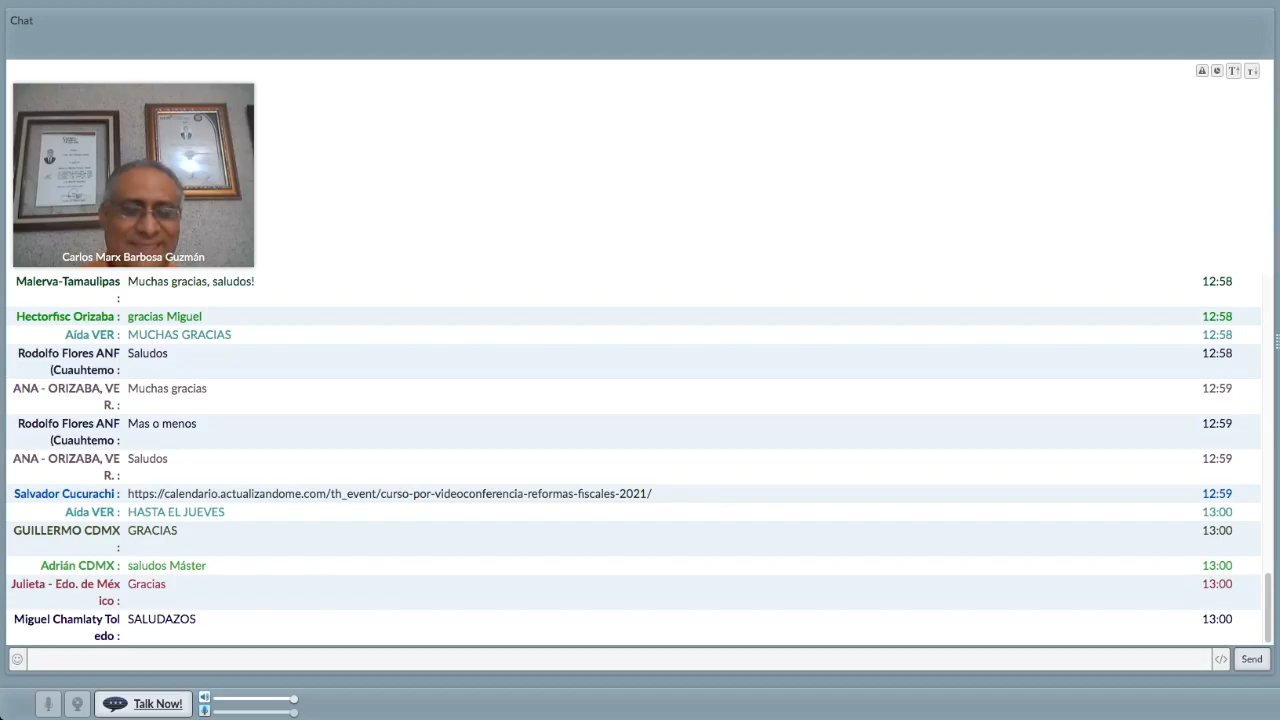 Chat
Carlos Marx Barbosa Guzmán
Malerva-Tamaulipas : Muchas gracias, saludos! 12:58
Hectorfisc Orizaba : gracias Miguel 12:58
Aída VER : MUCHAS GRACIAS 12:58
Rodolfo Flores ANF Saludos 12:58
(Cuauhtemo :
ANA - ORIZABA, VE Muchas gracias 12:59
R. :
Rodolfo Flores ANF Mas o menos 12:59
(Cuauhtemo :
ANA - ORIZABA, VE Saludos 12:59
R. :
Salvador Cucurachi : https://calendario.actualizandome.com/th_event/curso-por-videoconferencia-reformas-fiscales-2021/ 12:59
Aída VER : HASTA EL JUEVES 13:00
GUILLERMO CDMX GRACIAS 13:00
:
Adrián CDMX : saludos Máster 13:00
Julieta - Edo. de Méx Gracias 13:00
ico :
Miguel Chamlaty Tol SALUDAZOS 13:00
edo :
Send
Talk Now!